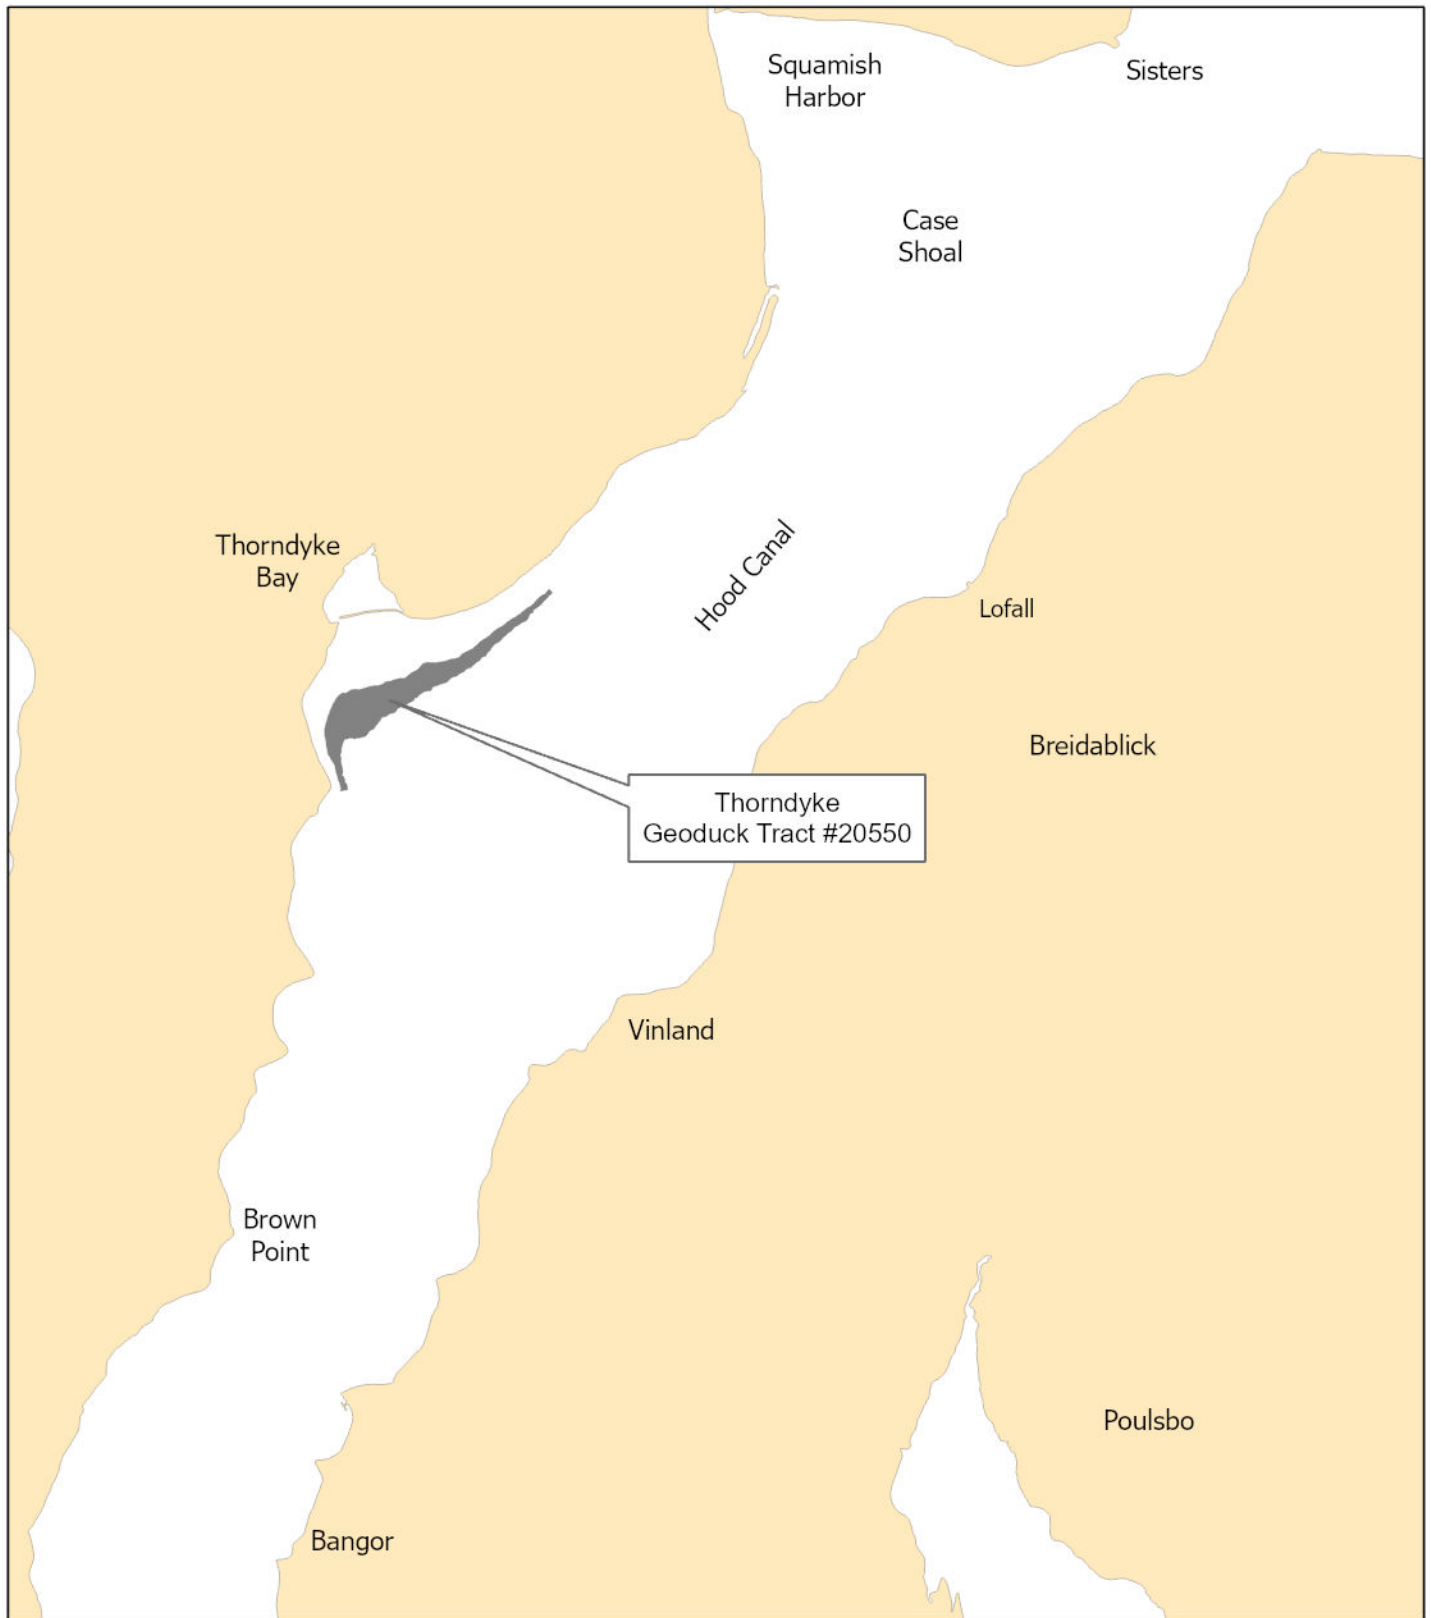 Squamish
Harbor
Sisters
Case
Shoal
Thorndyke
Bay
Hood Canal
Lofall
Breidablick
Thorndyke
Geoduck Tract #20550
Vinland
Brown
Point
Poulsbo
Bangor